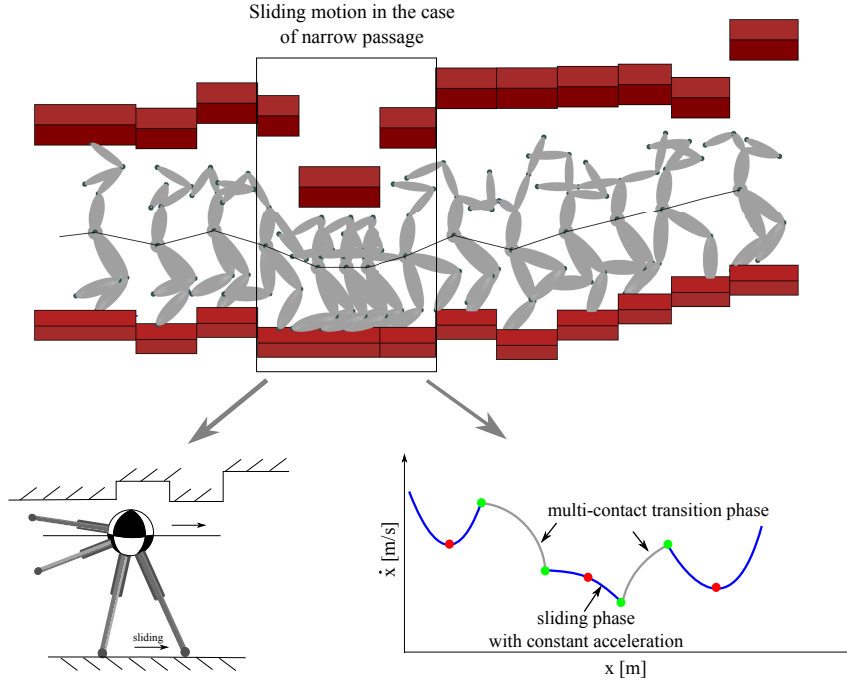 Sliding motion in the case
of narrow passage
sliding
ẋ [m/s]
multi-contact transition phase
sliding phase
with constant acceleration
x [m]